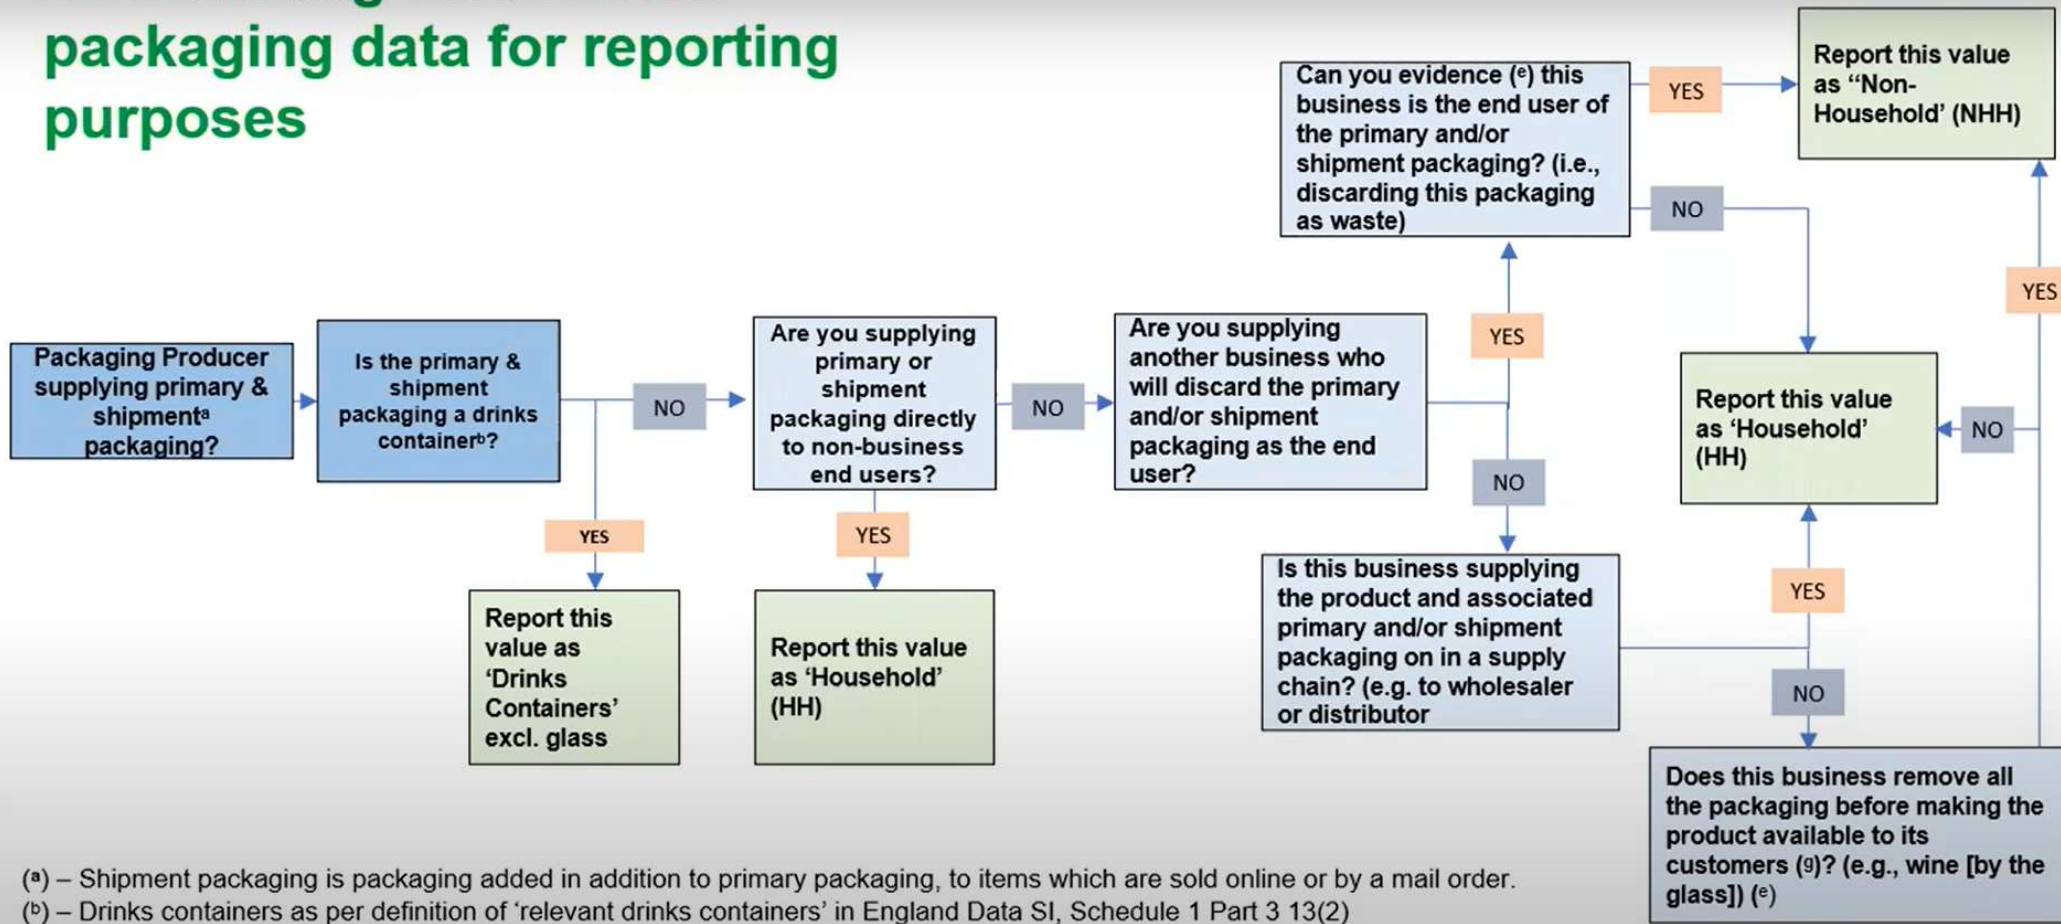 packaging data for reporting
purposes
Packaging Producer
supplying primary &
shipmentᵃ
packaging?
Is the primary &
shipment
packaging a drinks
containerᵇ?
NO
YES
Report this
value as
‘Drinks
Containers’
excl. glass
Are you supplying
primary or
shipment
packaging directly
to non-business
end users?
NO
YES
Report this value
as ‘Household’
(HH)
Are you supplying
another business who
will discard the primary
and/or shipment
packaging as the end
user?
YES
NO
Can you evidence (ᵉ) this
business is the end user of
the primary and/or
shipment packaging? (i.e.,
discarding this packaging
as waste)
YES
NO
Report this value
as “Non-
Household’ (NHH)
YES
Report this value
as ‘Household’
(HH)
NO
Is this business supplying
the product and associated
primary and/or shipment
packaging on in a supply
chain? (e.g. to wholesaler
or distributor
YES
NO
Does this business remove all
the packaging before making the
product available to its
customers (ᵍ)? (e.g., wine [by the
glass]) (ᵉ)
(ᵃ) – Shipment packaging is packaging added in addition to primary packaging, to items which are sold online or by a mail order.
(ᵇ) – Drinks containers as per definition of ‘relevant drinks containers’ in England Data SI, Schedule 1 Part 3 13(2)